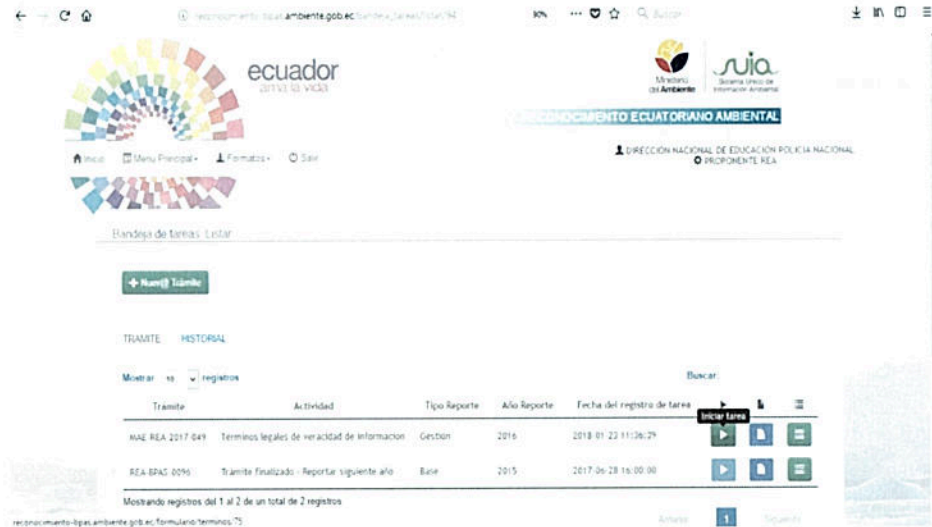 reconocimiento-bpas.ambiente.gob.ec/bandeja_tareas/listar/94
90%
Buscar
ecuador
ama la vida
Ministerio
del Ambiente
suia
Sistema Único de
Información Ambiental
RECONOCIMIENTO ECUATORIANO AMBIENTAL
Inicio Menu Principal Formatos Salir
DIRECCIÓN NACIONAL DE EDUCACIÓN POLICIA NACIONAL
PROPONENTE REA
Bandeja de tareas: Listar
+ Nuev@ Trámite
TRAMITE HISTORIAL
Mostrar 10 registros
Buscar:
Tramite Actividad Tipo Reporte Año Reporte Fecha del registro de tarea
Iniciar tarea
MAE-REA-2017-049 Terminos legales de veracidad de informacion Gestión 2016 2018-01-23 11:36:29
REA-BPAS-0096 Trámite finalizado - Reportar siguiente año Base 2015 2017-06-28 16:00:00
Mostrando registros del 1 al 2 de un total de 2 registros
Anterior 1 Siguiente
reconocimiento-bpas.ambiente.gob.ec/formulario/terminos/75